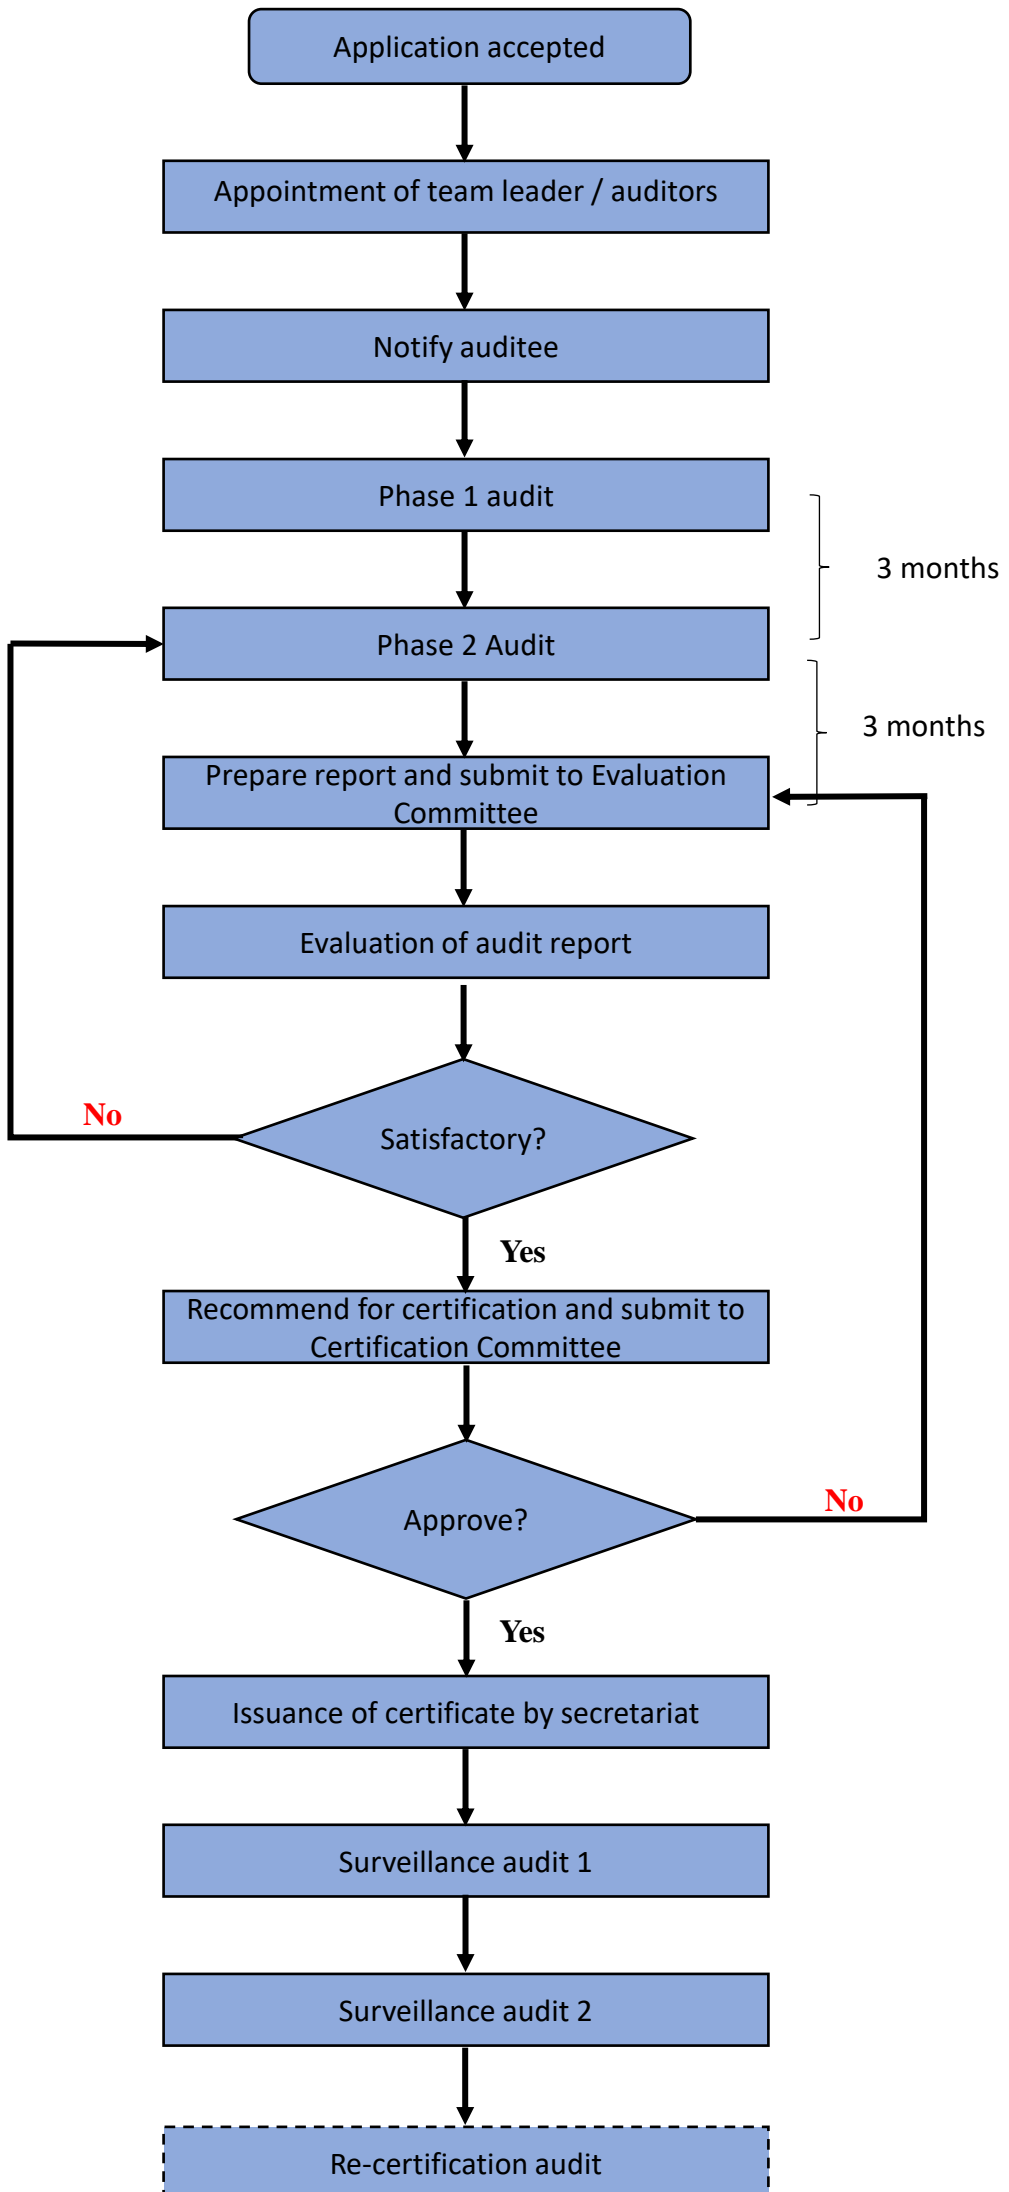 Application accepted
Appointment of team leader / auditors
Notify auditee
Phase 1 audit
3 months
Phase 2 Audit
3 months
Prepare report and submit to Evaluation
Committee
Evaluation of audit report
No
Satisfactory?
Yes
Recommend for certification and submit to
Certification Committee
No
Approve?
Yes
Issuance of certificate by secretariat
Surveillance audit 1
Surveillance audit 2
Re-certification audit